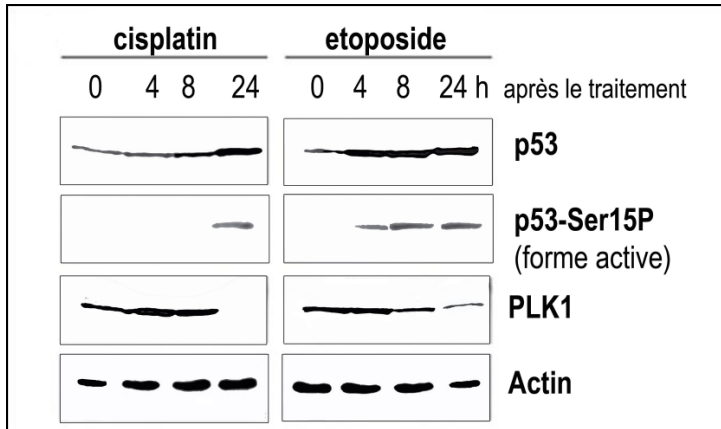 cisplatin etoposide
0 4 8 24 0 4 8 24 h après le traitement
p53
p53-Ser15P
(forme active)
PLK1
Actin